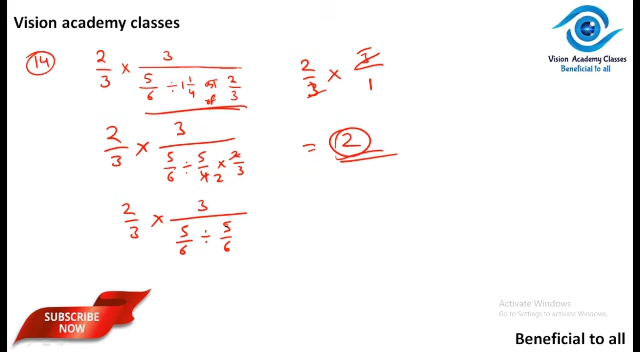 Vision academy classes
Vision Academy Classes
Beneficial to all
14 2/3 × 3/(5/6 ÷ 1 1/4 का of 2/3)
2/3 × 3/(5/6 ÷ 5/4 2 × 2/3)
2/3 × 3/(5/6 ÷ 5/6)
2/3 × 3/1
= 2
SUBSCRIBE
NOW
Activate Windows
Go to Settings to activate Windows.
Beneficial to all